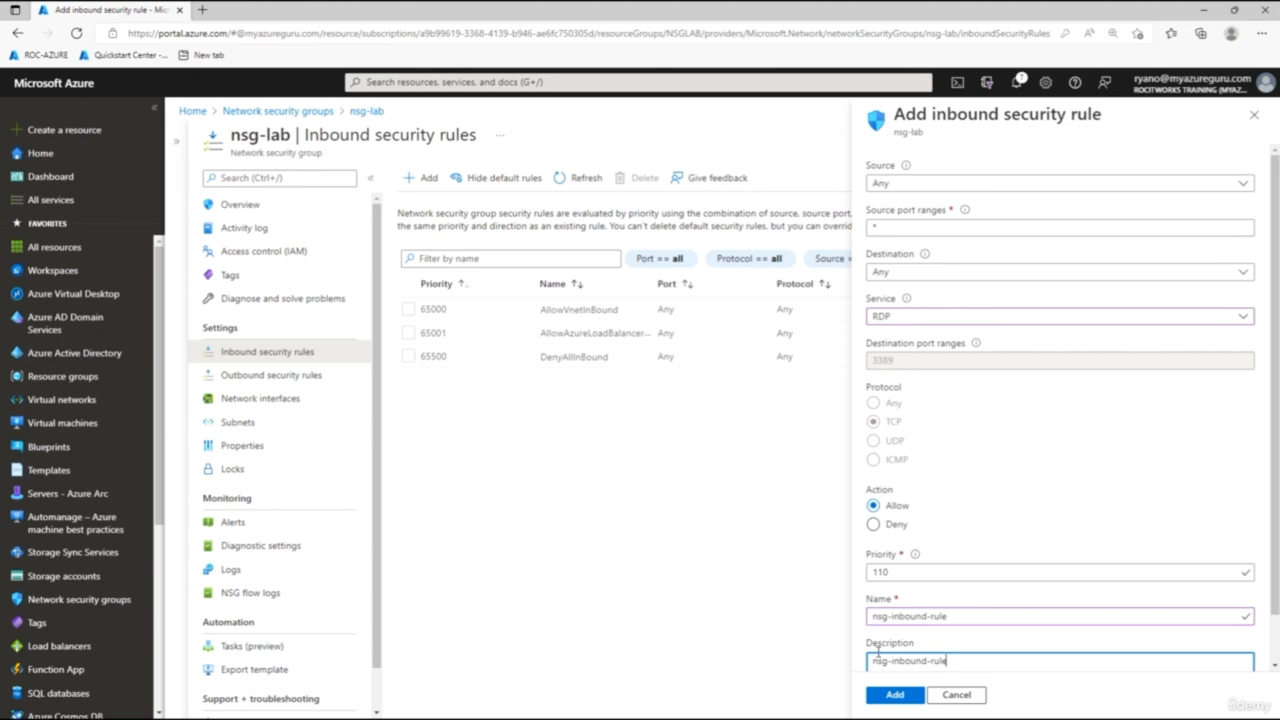 Add inbound security rule - Mic
https://portal.azure.com/#@myazureguru.com/resource/subscriptions/a9b99619-3368-4139-b946-ae6fc750305d/resourceGroups/NSGLAB/providers/Microsoft.Network/networkSecurityGroups/nsg-lab/inboundSecurityRules
ROC-AZURE
Quickstart Center -...
New tab
Microsoft Azure
Search resources, services, and docs (G+/)
7
ryano@myazureguru.com
ROCITWORKS TRAINING (MYAZ...
Create a resource
Home
Dashboard
All services
FAVORITES
All resources
Workspaces
Azure Virtual Desktop
Azure AD Domain
Services
Azure Active Directory
Resource groups
Virtual networks
Virtual machines
Blueprints
Templates
Servers - Azure Arc
Automanage – Azure
machine best practices
Storage Sync Services
Storage accounts
Network security groups
Tags
Load balancers
Function App
SQL databases
Azure Cosmos DB
Home > Network security groups > nsg-lab
nsg-lab | Inbound security rules ...
Network security group
Search (Ctrl+/)
Overview
Activity log
Access control (IAM)
Tags
Diagnose and solve problems
Settings
Inbound security rules
Outbound security rules
Network interfaces
Subnets
Properties
Locks
Monitoring
Alerts
Diagnostic settings
Logs
NSG flow logs
Automation
Tasks (preview)
Export template
Support + troubleshooting
Add Hide default rules Refresh Delete Give feedback
Network security group security rules are evaluated by priority using the combination of source, source port,
the same priority and direction as an existing rule. You can't delete default security rules, but you can overrid
Filter by name
Port == all
Protocol == all
Source =
Priority Name Port Protocol
65000 AllowVnetInBound Any Any
65001 AllowAzureLoadBalancer... Any Any
65500 DenyAllInBound Any Any
Add inbound security rule
nsg-lab
Source
Any
Source port ranges *
*
Destination
Any
Service
RDP
Destination port ranges
3389
Protocol
Any
TCP
UDP
ICMP
Action
Allow
Deny
Priority *
110
Name *
nsg-inbound-rule
Description
nsg-inbound-rule
Add
Cancel
ûdemy